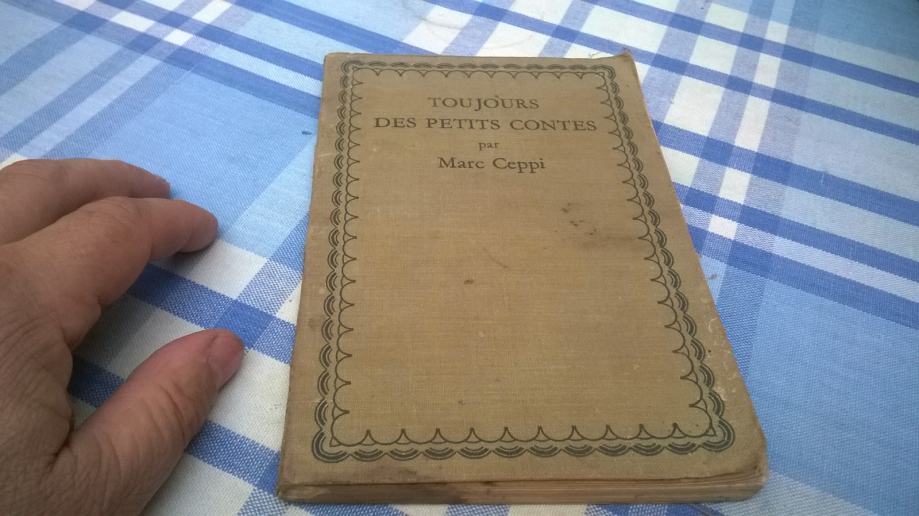 TOUJOURS
DES PETITS CONTES
par
Marc Ceppi